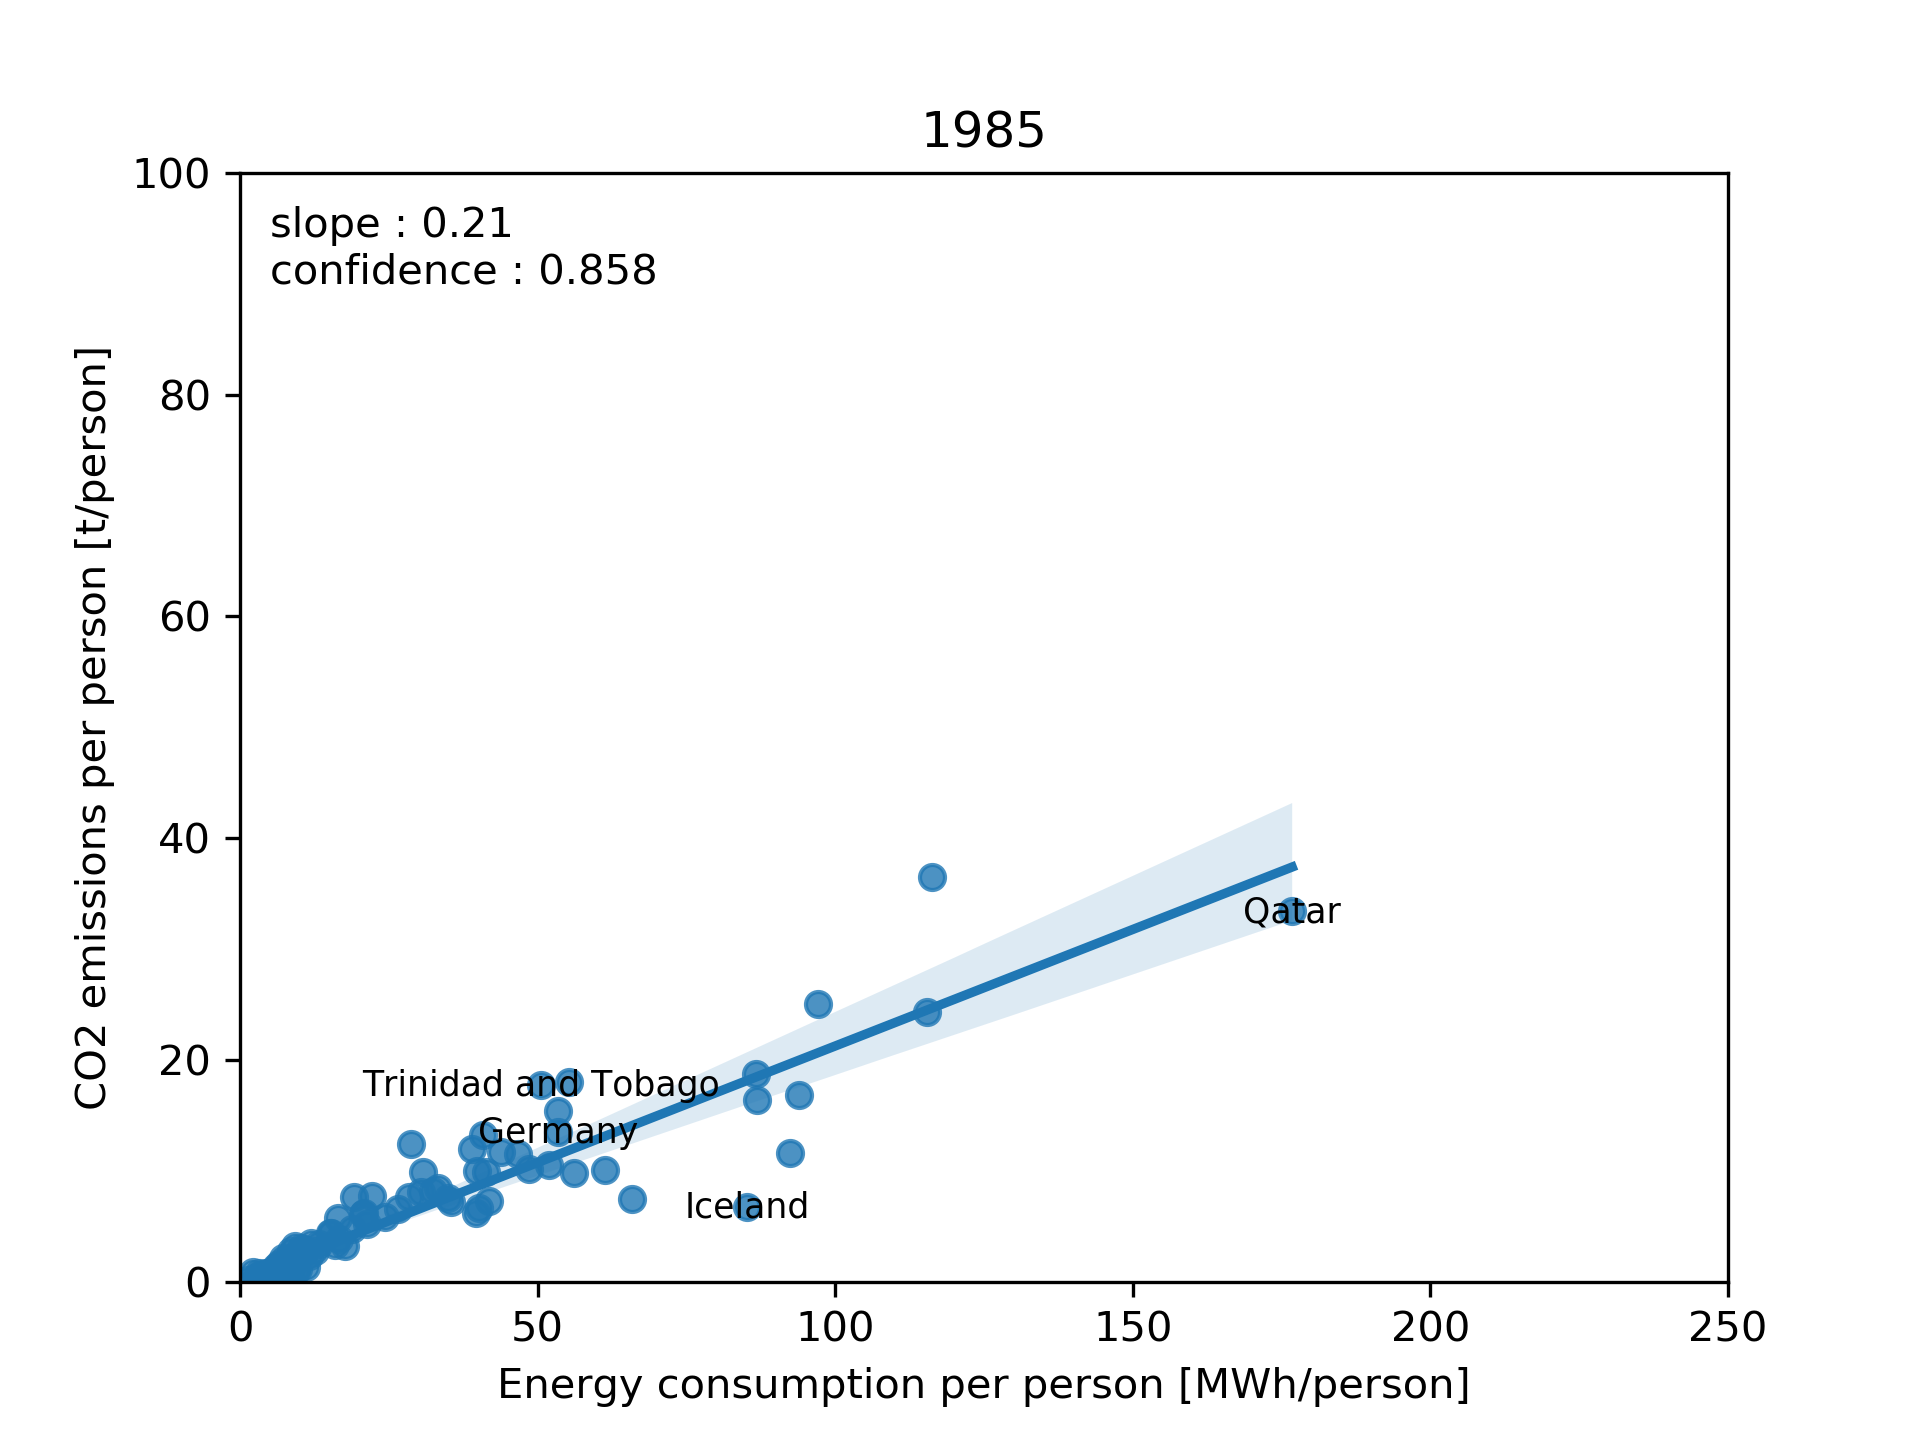 1985
slope : 0.21
confidence : 0.858
100
80
60
40
20
0
CO2 emissions per person [t/person]
Qatar
Trinidad and Tobago
Germany
Iceland
0 50 100 150 200 250
Energy consumption per person [MWh/person]